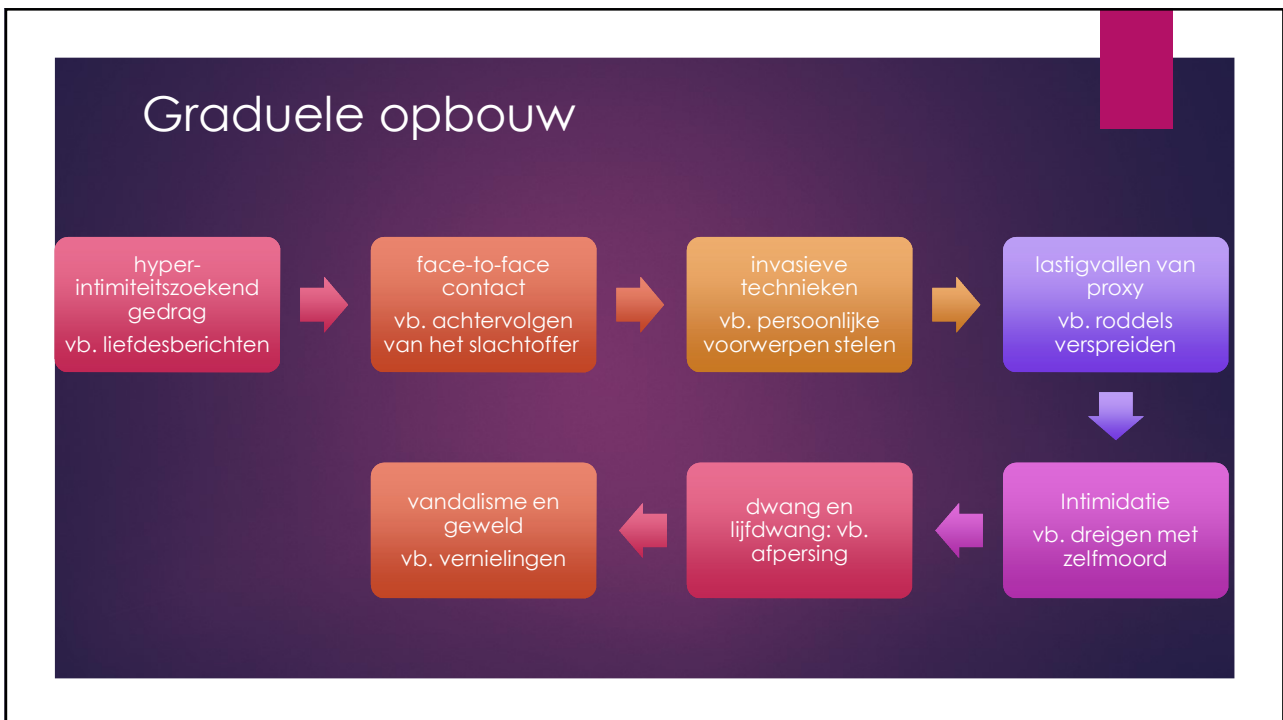 Graduele opbouw
hyper-
intimiteitszoekend
gedrag
vb. liefdesberichten
face-to-face
contact
vb. achtervolgen
van het slachtoffer
invasieve
technieken
vb. persoonlijke
voorwerpen stelen
lastigvallen van
proxy
vb. roddels
verspreiden
Intimidatie
vb. dreigen met
zelfmoord
dwang en
lijfdwang: vb.
afpersing
vandalisme en
geweld
vb. vernielingen